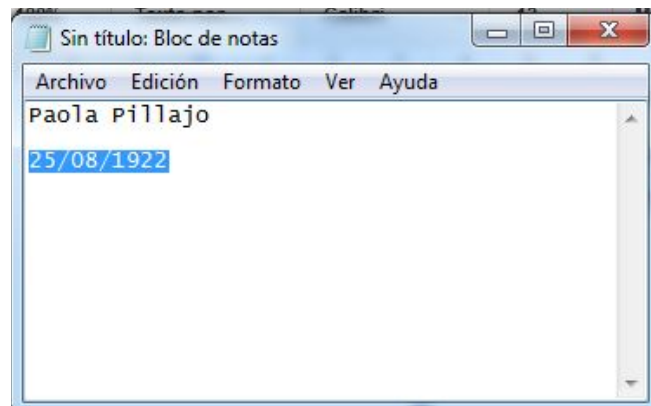 Sin título: Bloc de notas
Archivo Edición Formato Ver Ayuda
Paola Pillajo
25/08/1922